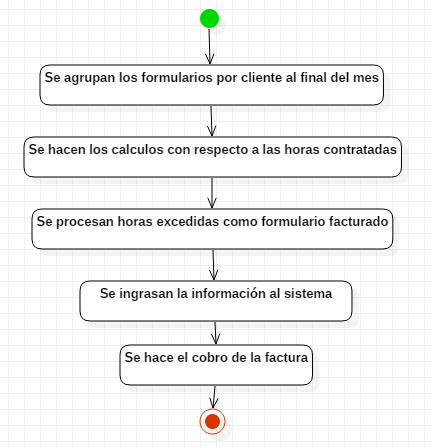 Se agrupan los formularios por cliente al final del mes
Se hacen los calculos con respecto a las horas contratadas
Se procesan horas excedidas como formulario facturado
Se ingrasan la información al sistema
Se hace el cobro de la factura